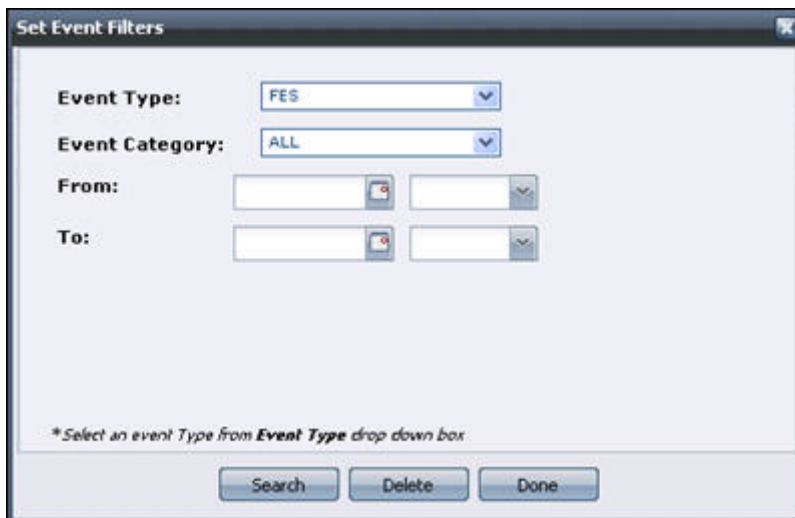 Set Event Filters
Event Type: FES
Event Category: ALL
From:
To:
*Select an event Type from Event Type drop down box
Search Delete Done